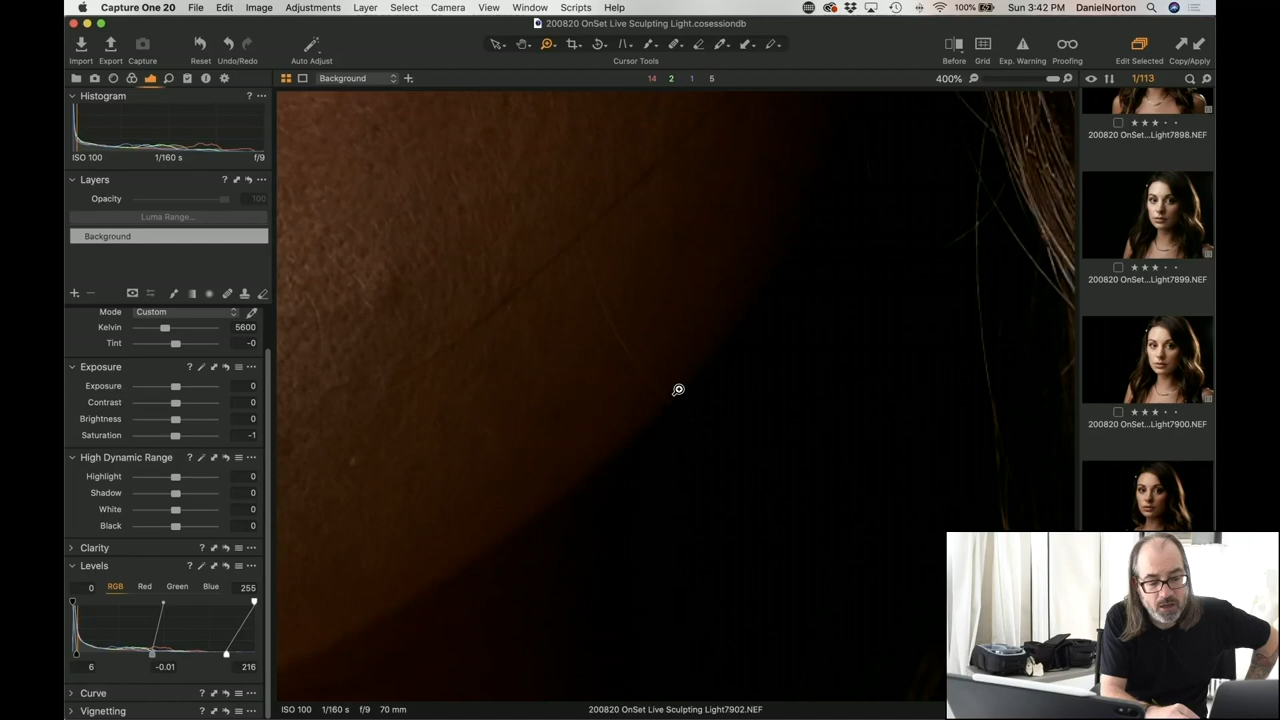 Capture One 20 File Edit Image Adjustments Layer Select Camera View Window Scripts Help
100% Sun 3:42 PM DanielNorton
200820 OnSet Live Sculpting Light.cosessiondb
Import Export Capture Reset Undo/Redo Auto Adjust Cursor Tools Before Grid Exp. Warning Proofing Edit Selected Copy/Apply
Background 14 2 1 5 400% 1/113
Histogram
ISO 100 1/160 s f/9
Layers
Opacity 100
Luma Range...
Background
Mode Custom
Kelvin 5600
Tint -0
Exposure
Exposure 0
Contrast 0
Brightness 0
Saturation -1
High Dynamic Range
Highlight 0
Shadow 0
White 0
Black 0
Clarity
Levels
0 RGB Red Green Blue 255
6 -0.01 216
Curve
Vignetting
ISO 100 1/160 s f/9 70 mm 200820 OnSet Live Sculpting Light7902.NEF
200820 OnSet...Light7898.NEF
200820 OnSet...Light7899.NEF
200820 OnSet...Light7900.NEF